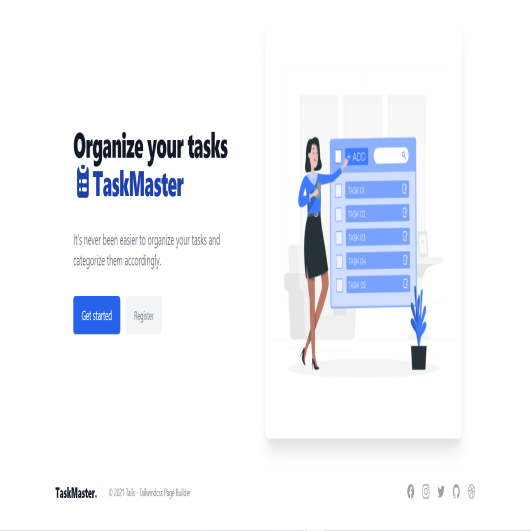 Organize your tasks
TaskMaster
It's never been easier to organize your tasks and
categorize them accordingly.
Get started
Register
+ ADD
TASK 01
TASK 02
TASK 03
TASK 04
TASK 05
TaskMaster.
© 2021 Tails - Tailwindcss Page Builder